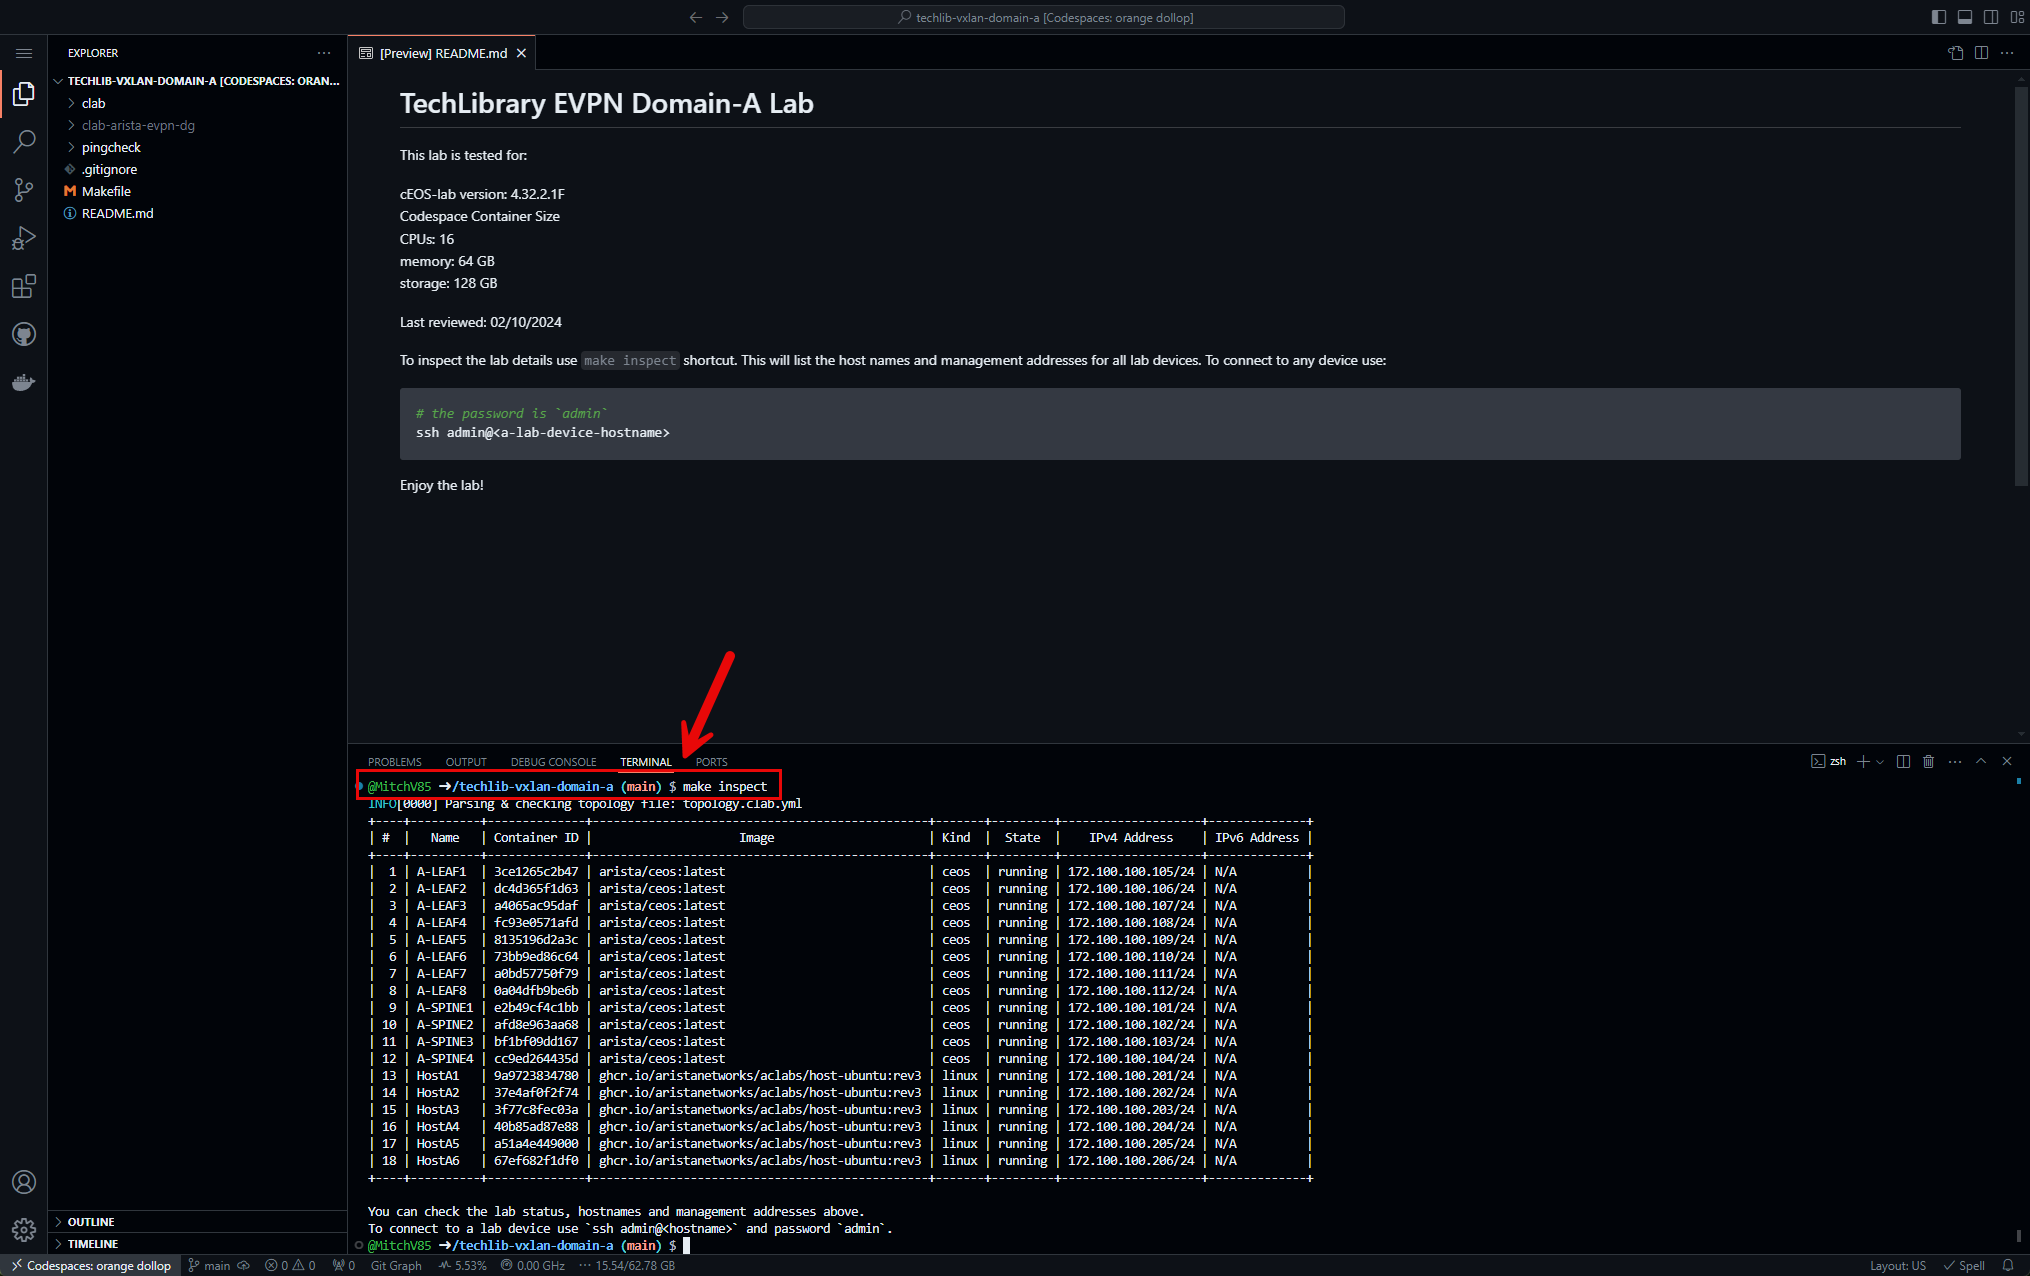 techlib-vxlan-domain-a [Codespaces: orange dollop]
EXPLORER
TECHLIB-VXLAN-DOMAIN-A [CODESPACES: ORAN...
clab
clab-arista-evpn-dg
pingcheck
.gitignore
Makefile
README.md
OUTLINE
TIMELINE
[Preview] README.md
TechLibrary EVPN Domain-A Lab
This lab is tested for:
cEOS-lab version: 4.32.2.1F
Codespace Container Size
CPUs: 16
memory: 64 GB
storage: 128 GB
Last reviewed: 02/10/2024
To inspect the lab details use make inspect shortcut. This will list the host names and management addresses for all lab devices. To connect to any device use:
# the password is `admin`
ssh admin@<a-lab-device-hostname>
Enjoy the lab!
PROBLEMS OUTPUT DEBUG CONSOLE TERMINAL PORTS
zsh
@MitchV85 ➜/techlib-vxlan-domain-a (main) $ make inspect
INFO[0000] Parsing & checking topology file: topology.clab.yml
+----+----------+--------------+------------------------------------------------+-------+---------+--------------------+--------------+
| # | Name | Container ID | Image | Kind | State | IPv4 Address | IPv6 Address |
+----+----------+--------------+------------------------------------------------+-------+---------+--------------------+--------------+
| 1 | A-LEAF1 | 3ce1265c2b47 | arista/ceos:latest | ceos | running | 172.100.100.105/24 | N/A |
| 2 | A-LEAF2 | dc4d365f1d63 | arista/ceos:latest | ceos | running | 172.100.100.106/24 | N/A |
| 3 | A-LEAF3 | a4065ac95daf | arista/ceos:latest | ceos | running | 172.100.100.107/24 | N/A |
| 4 | A-LEAF4 | fc93e0571afd | arista/ceos:latest | ceos | running | 172.100.100.108/24 | N/A |
| 5 | A-LEAF5 | 8135196d2a3c | arista/ceos:latest | ceos | running | 172.100.100.109/24 | N/A |
| 6 | A-LEAF6 | 73bb9ed86c64 | arista/ceos:latest | ceos | running | 172.100.100.110/24 | N/A |
| 7 | A-LEAF7 | a0bd57750f79 | arista/ceos:latest | ceos | running | 172.100.100.111/24 | N/A |
| 8 | A-LEAF8 | 0a04dfb9be6b | arista/ceos:latest | ceos | running | 172.100.100.112/24 | N/A |
| 9 | A-SPINE1 | e2b49cf4c1bb | arista/ceos:latest | ceos | running | 172.100.100.101/24 | N/A |
| 10 | A-SPINE2 | afd8e963aa68 | arista/ceos:latest | ceos | running | 172.100.100.102/24 | N/A |
| 11 | A-SPINE3 | bf1bf09dd167 | arista/ceos:latest | ceos | running | 172.100.100.103/24 | N/A |
| 12 | A-SPINE4 | cc9ed264435d | arista/ceos:latest | ceos | running | 172.100.100.104/24 | N/A |
| 13 | HostA1 | 9a9723834780 | ghcr.io/aristanetworks/aclabs/host-ubuntu:rev3 | linux | running | 172.100.100.201/24 | N/A |
| 14 | HostA2 | 37e4af0f2f74 | ghcr.io/aristanetworks/aclabs/host-ubuntu:rev3 | linux | running | 172.100.100.202/24 | N/A |
| 15 | HostA3 | 3f77c8fec03a | ghcr.io/aristanetworks/aclabs/host-ubuntu:rev3 | linux | running | 172.100.100.203/24 | N/A |
| 16 | HostA4 | 40b85ad87e88 | ghcr.io/aristanetworks/aclabs/host-ubuntu:rev3 | linux | running | 172.100.100.204/24 | N/A |
| 17 | HostA5 | a51a4e449000 | ghcr.io/aristanetworks/aclabs/host-ubuntu:rev3 | linux | running | 172.100.100.205/24 | N/A |
| 18 | HostA6 | 67ef682f1df0 | ghcr.io/aristanetworks/aclabs/host-ubuntu:rev3 | linux | running | 172.100.100.206/24 | N/A |
+----+----------+--------------+------------------------------------------------+-------+---------+--------------------+--------------+
You can check the lab status, hostnames and management addresses above.
To connect to a lab device use `ssh admin@<hostname>` and password `admin`.
@MitchV85 ➜/techlib-vxlan-domain-a (main) $
Codespaces: orange dollop main 0 0 0 Git Graph 5.53% 0.00 GHz 15.54/62.78 GB Layout: US Spell